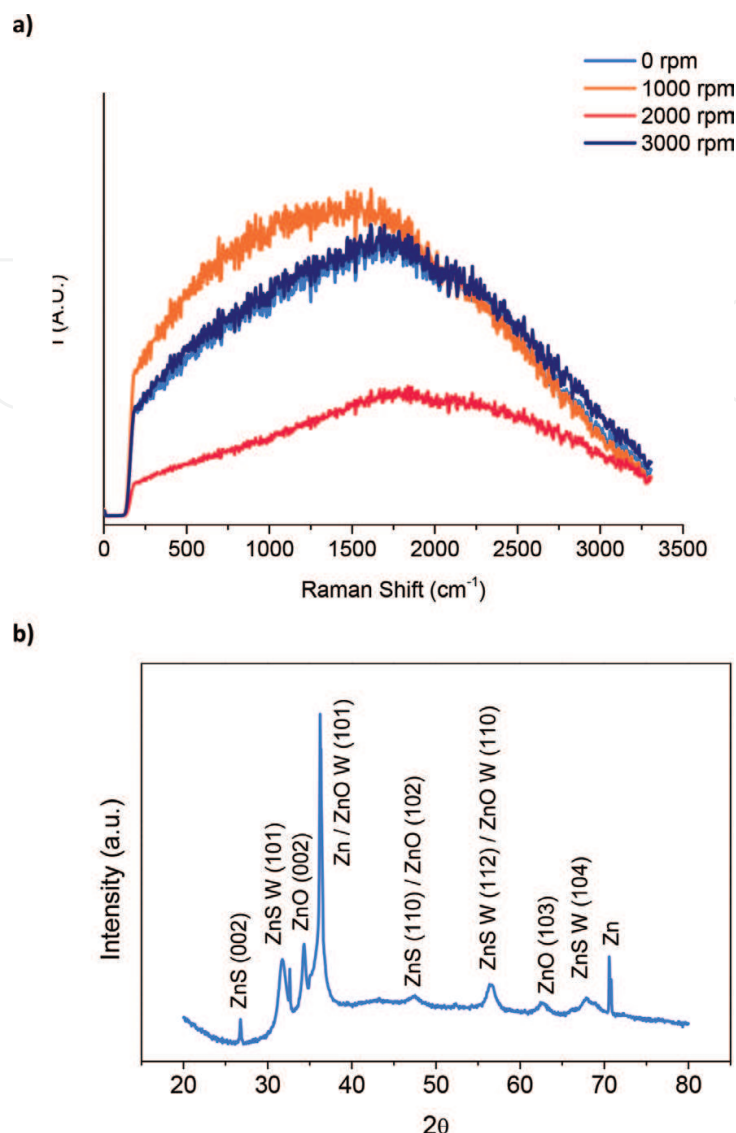 a)
0 rpm
1000 rpm
2000 rpm
3000 rpm
I (A.U.)
0 500 1000 1500 2000 2500 3000 3500
Raman Shift (cm⁻¹)
b)
Intensity (a.u.)
ZnS (002)
ZnS W (101)
ZnO (002)
Zn / ZnO W (101)
ZnS (110) / ZnO (102)
ZnS W (112) / ZnO W (110)
ZnO (103)
ZnS W (104)
Zn
20 30 40 50 60 70 80
2θ